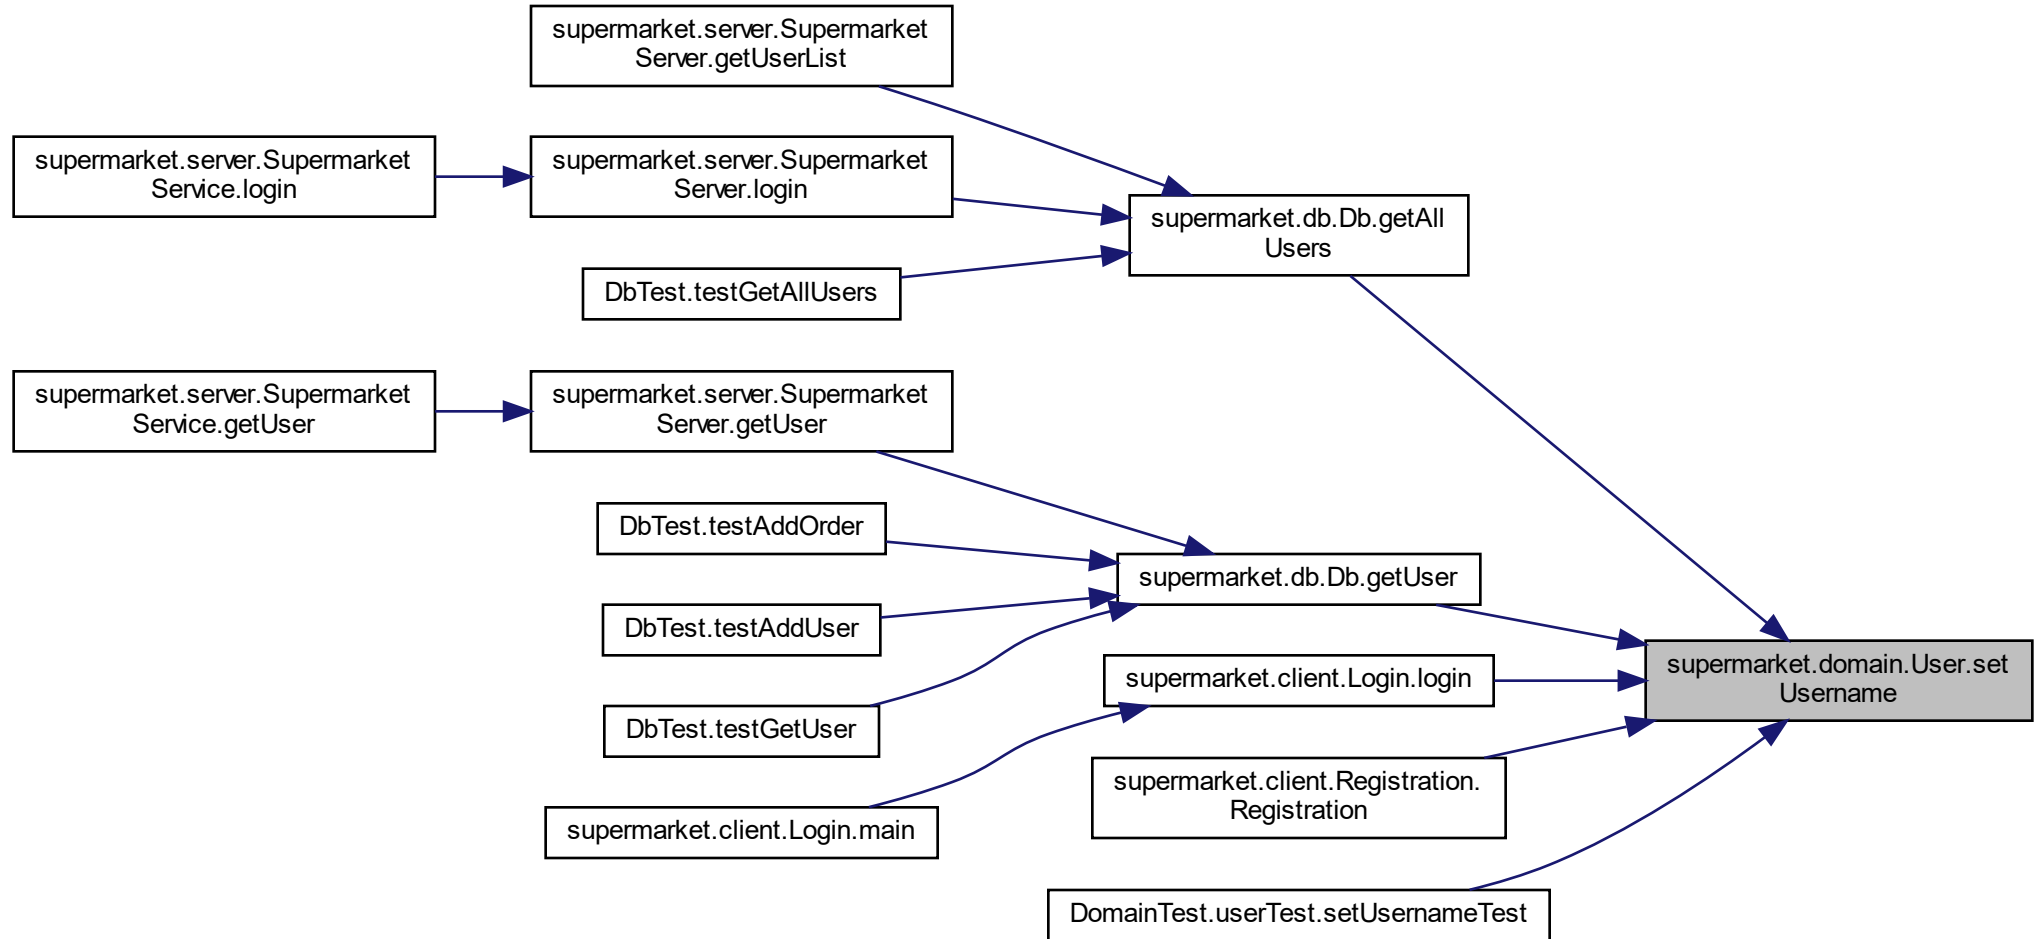 supermarket.server.Supermarket
Server.getUserList
supermarket.server.Supermarket
Service.login
supermarket.server.Supermarket
Server.login
supermarket.db.Db.getAll
Users
DbTest.testGetAllUsers
supermarket.server.Supermarket
Service.getUser
supermarket.server.Supermarket
Server.getUser
DbTest.testAddOrder
supermarket.db.Db.getUser
DbTest.testAddUser
supermarket.client.Login.login
supermarket.domain.User.set
Username
DbTest.testGetUser
supermarket.client.Registration.
Registration
supermarket.client.Login.main
DomainTest.userTest.setUsernameTest